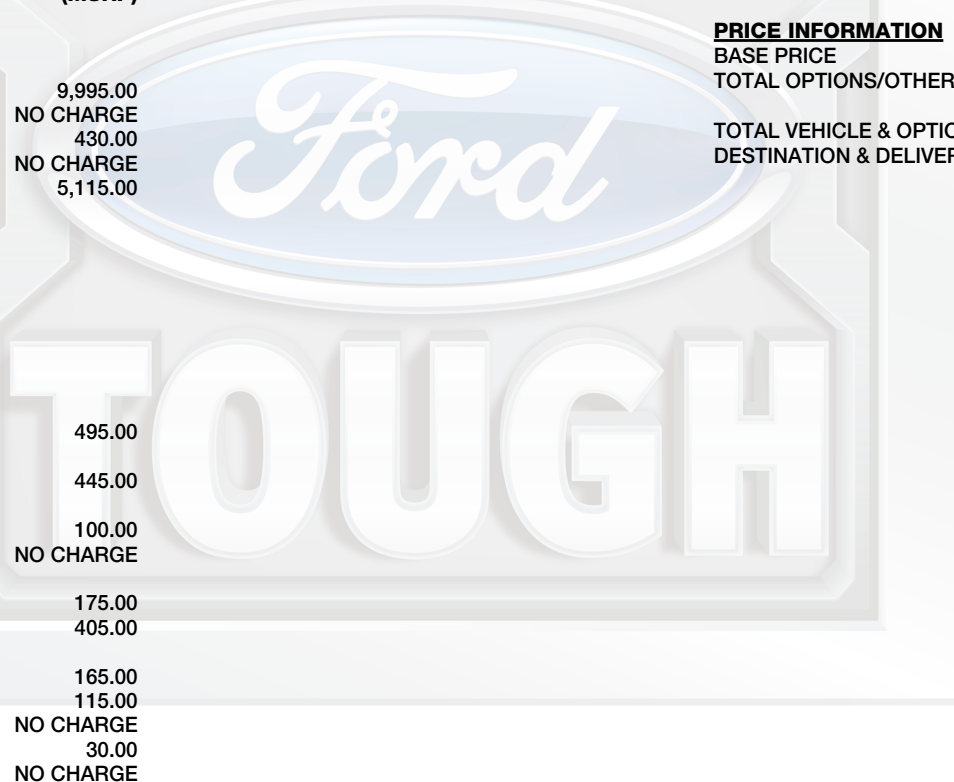 PRICE INFORMATION
BASE PRICE
TOTAL OPTIONS/OTHER
TOTAL VEHICLE & OPTIO
DESTINATION & DELIVER
9,995.00
NO CHARGE
430.00
NO CHARGE
5,115.00
495.00
445.00
100.00
NO CHARGE
175.00
405.00
165.00
115.00
NO CHARGE
30.00
NO CHARGE
Ford
TOUGH